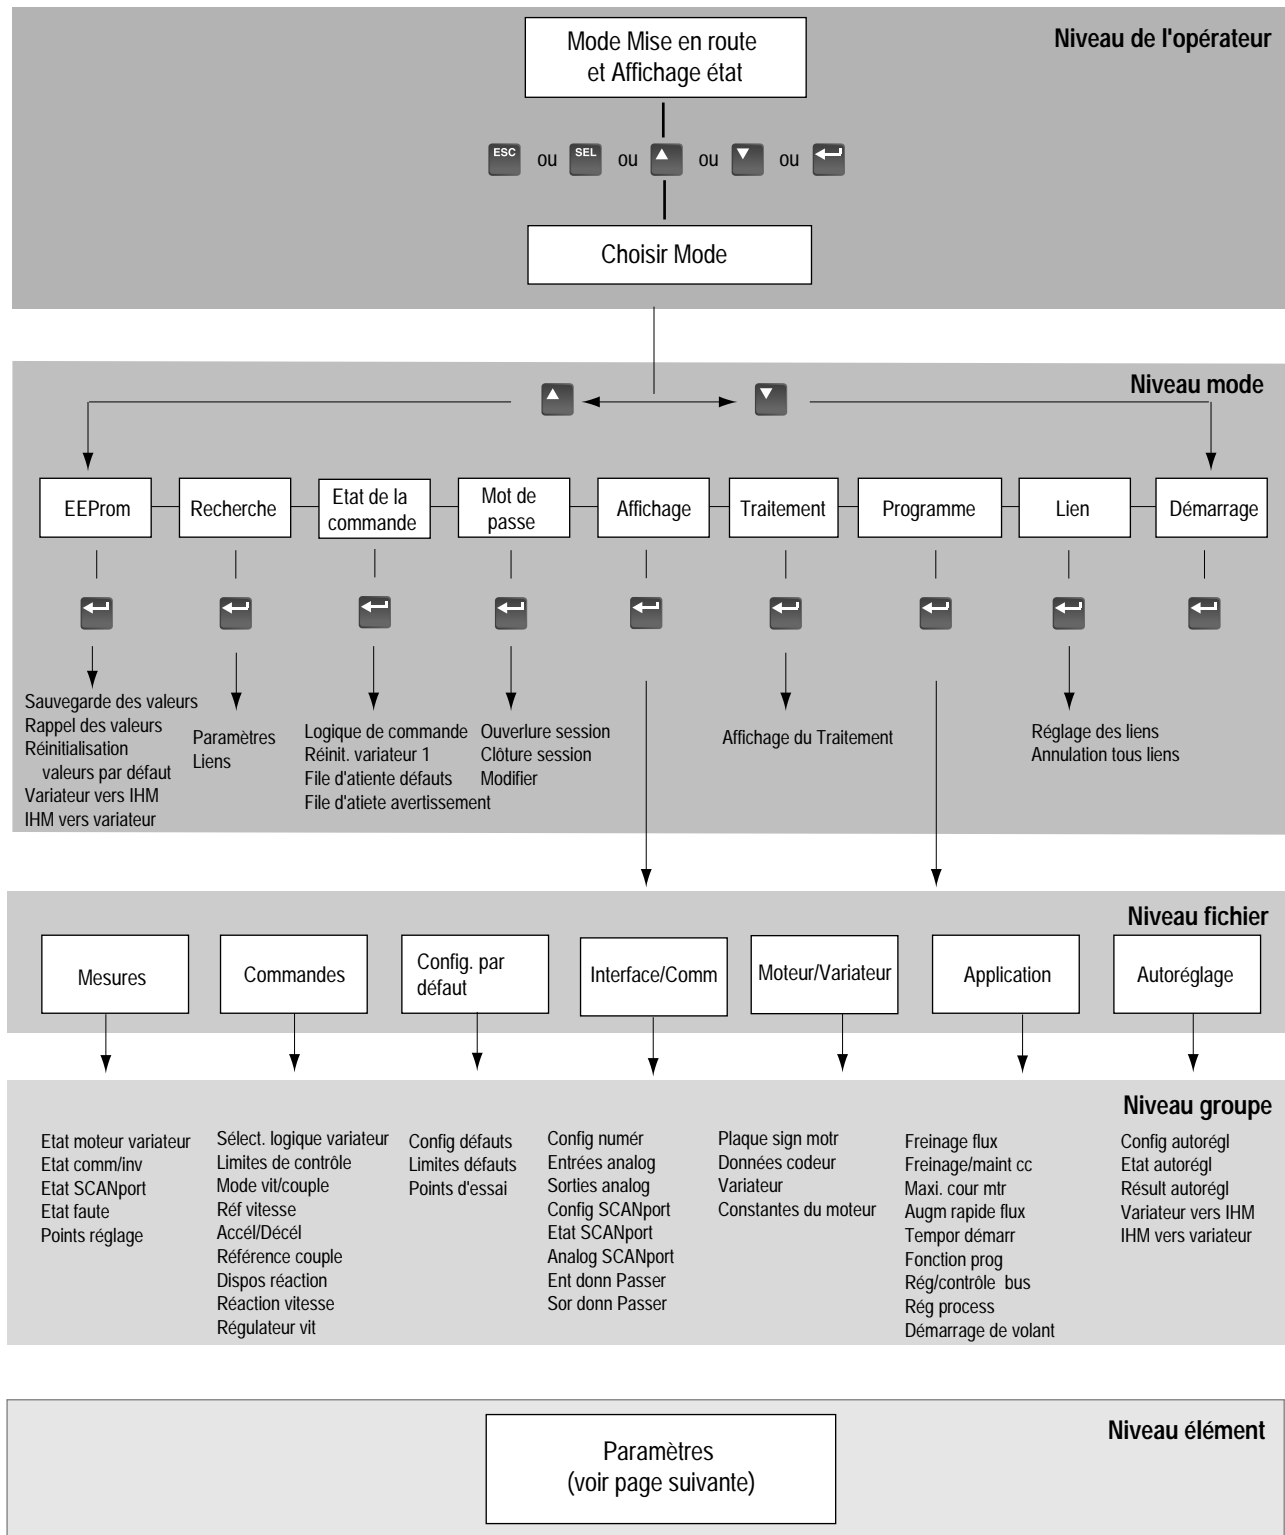 Niveau de l'opérateur
Mode Mise en route
et Affichage état
ESC ou SEL ou ou ou
Choisir Mode
Niveau mode
EEProm
Recherche
Etat de la
commande
Mot de
passe
Affichage
Traitement
Programme
Lien
Démarrage
Sauvegarde des valeurs
Rappel des valeurs
Réinitialisation
valeurs par défaut
Variateur vers IHM
IHM vers variateur
Paramètres
Liens
Logique de commande
Réinit. variateur 1
File d'atiente défauts
File d'atiete avertissement
Ouverlure session
Clôture session
Modifier
Affichage du Traitement
Réglage des liens
Annulation tous liens
Niveau fichier
Mesures
Commandes
Config. par
défaut
Interface/Comm
Moteur/Variateur
Application
Autoréglage
Niveau groupe
Etat moteur variateur
Etat comm/inv
Etat SCANport
Etat faute
Points réglage
Sélect. logique variateur
Limites de contrôle
Mode vit/couple
Réf vitesse
Accél/Décél
Référence couple
Dispos réaction
Réaction vitesse
Régulateur vit
Config défauts
Limites défauts
Points d'essai
Config numér
Entrées analog
Sorties analog
Config SCANport
Etat SCANport
Analog SCANport
Ent donn Passer
Sor donn Passer
Plaque sign motr
Données codeur
Variateur
Constantes du moteur
Freinage flux
Freinage/maint cc
Maxi. cour mtr
Augm rapide flux
Tempor démarr
Fonction prog
Rég/contrôle bus
Rég process
Démarrage de volant
Config autorégl
Etat autorégl
Résult autorégl
Variateur vers IHM
IHM vers variateur
Niveau élément
Paramètres
(voir page suivante)